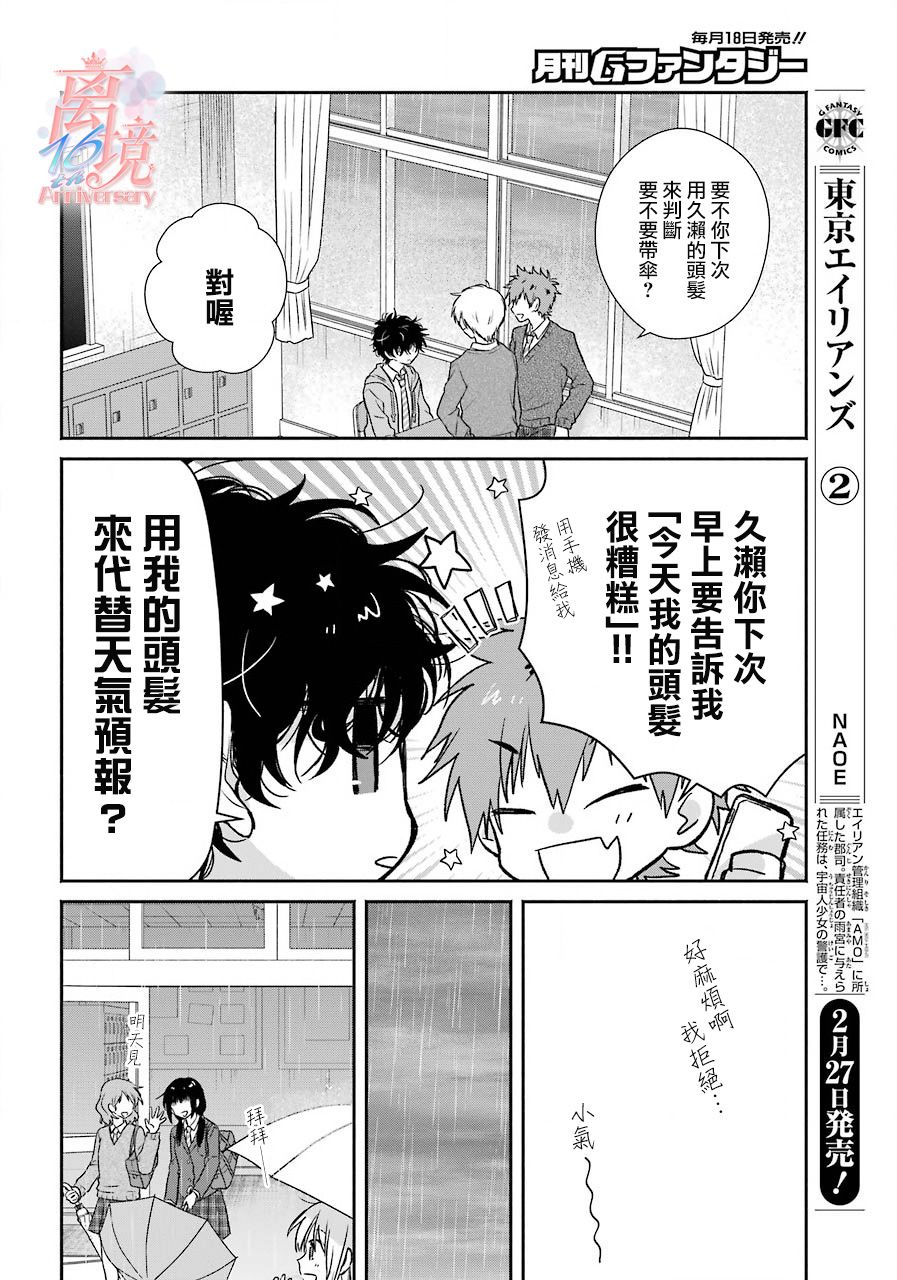 毎月18日発売!!
月刊Gファンタジー
離境
16th
Anniversary
要不你下次
用久瀨的頭髮
來判斷
要不要帶傘?
對喔
久瀨你下次
早上要告訴我
「今天我的頭髮
很糟糕」!!
用手機
發消息給我
用我的頭髮
來代替天氣預報?
好麻煩啊
我拒絕…
小氣
明天見
拜拜
G FANTASY
GFC
COMICS
東京エイリアンズ
②
NAOE
エイリアン管理組織「AMO」に所
属した郡司。責任者の雨宮に与えら
れた任務は、宇宙人少女の警護で…。
2月27日発売!